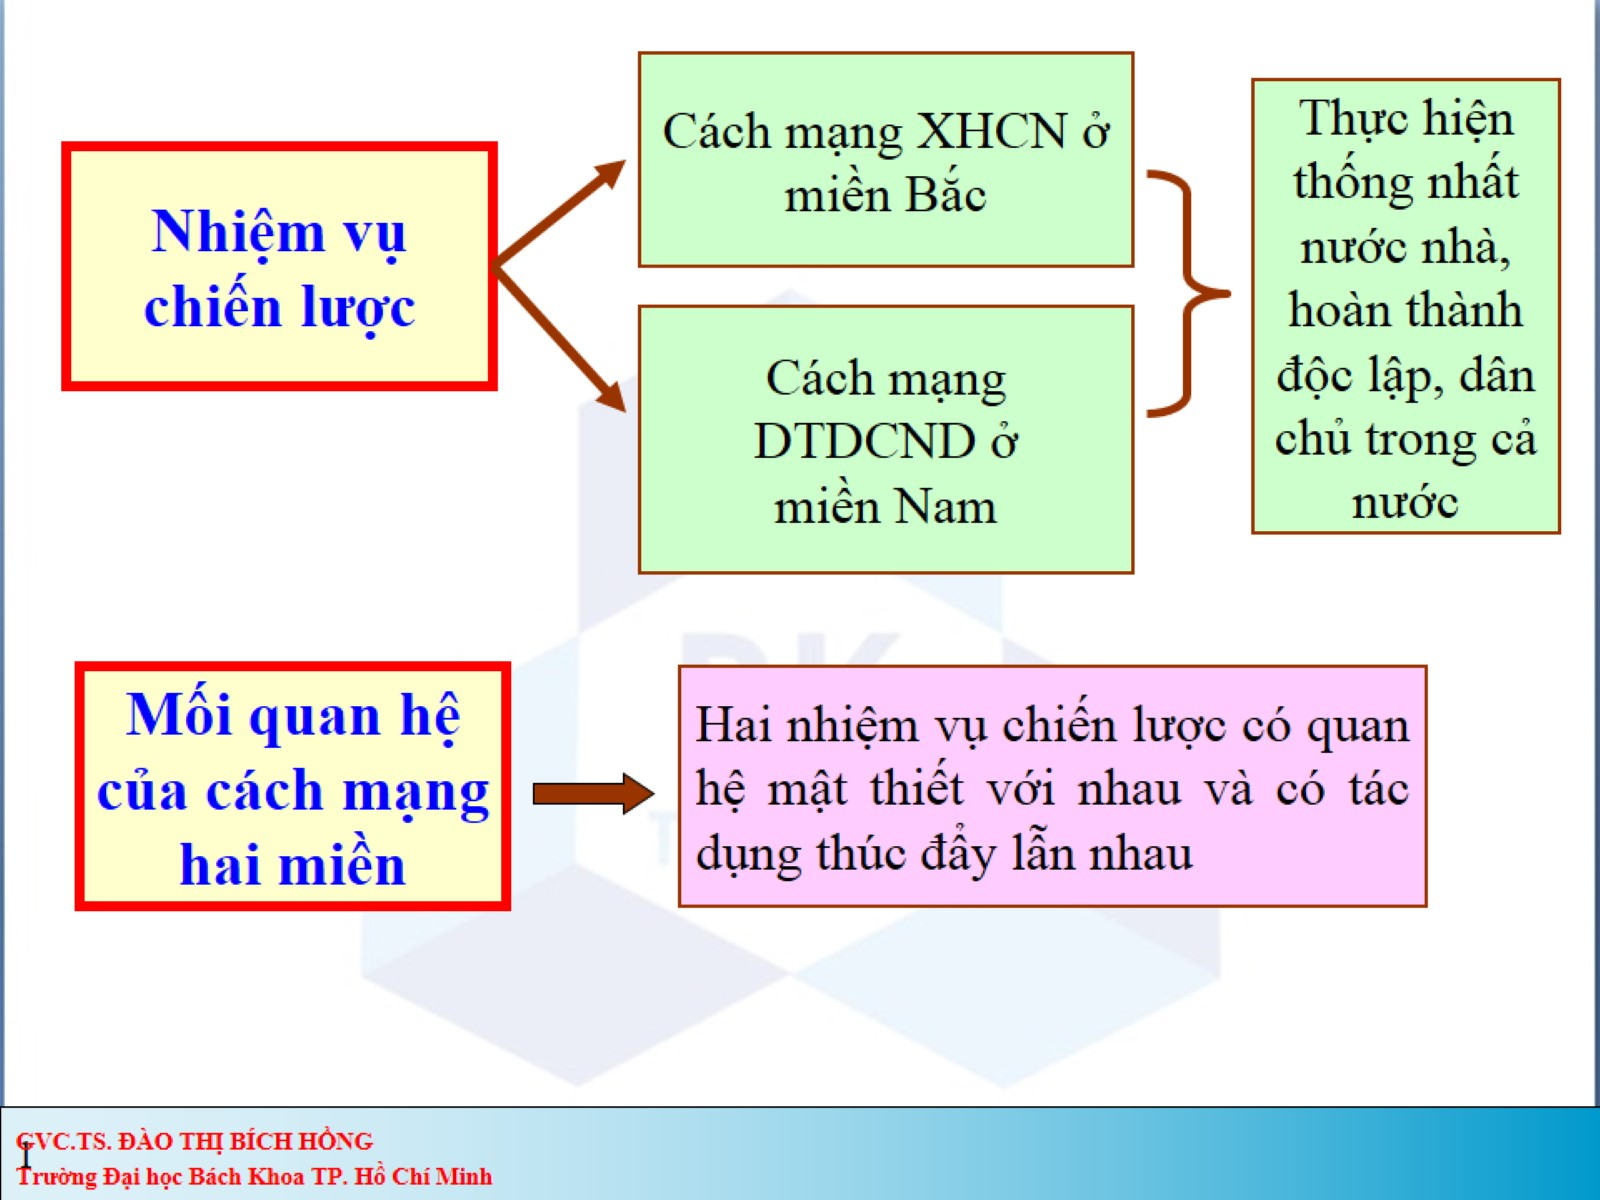 Nhiệm vụ
chiến lược
Cách mạng XHCN ở
miền Bắc
Cách mạng
DTDCND ở
miền Nam
Thực hiện
thống nhất
nước nhà,
hoàn thành
độc lập, dân
chủ trong cả
nước
Mối quan hệ
của cách mạng
hai miền
Hai nhiệm vụ chiến lược có quan
hệ mật thiết với nhau và có tác
dụng thúc đẩy lẫn nhau
GVC.TS. ĐÀO THỊ BÍCH HỒNG
1
Trường Đại học Bách Khoa TP. Hồ Chí Minh